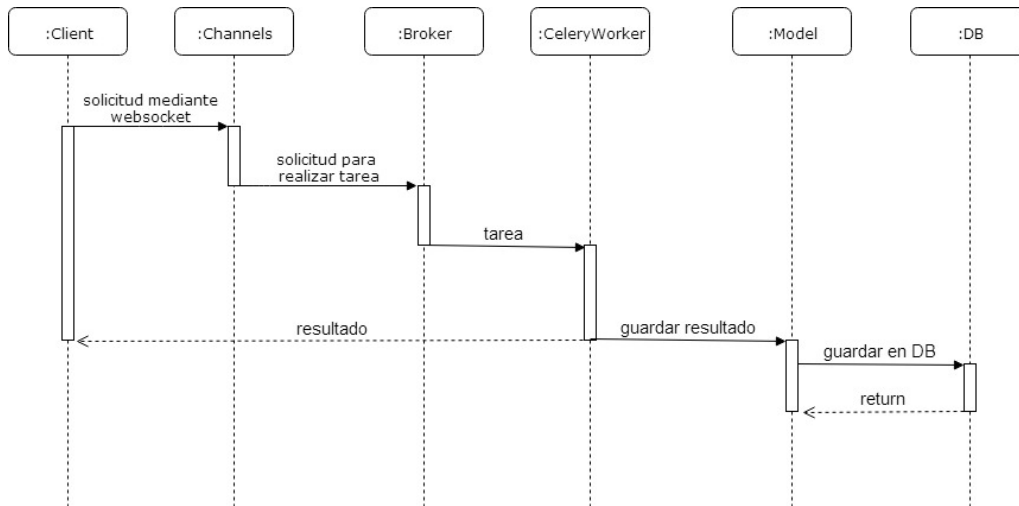 :Client
:Channels
:Broker
:CeleryWorker
:Model
:DB
solicitud mediante
websocket
solicitud para
realizar tarea
tarea
resultado
guardar resultado
guardar en DB
return